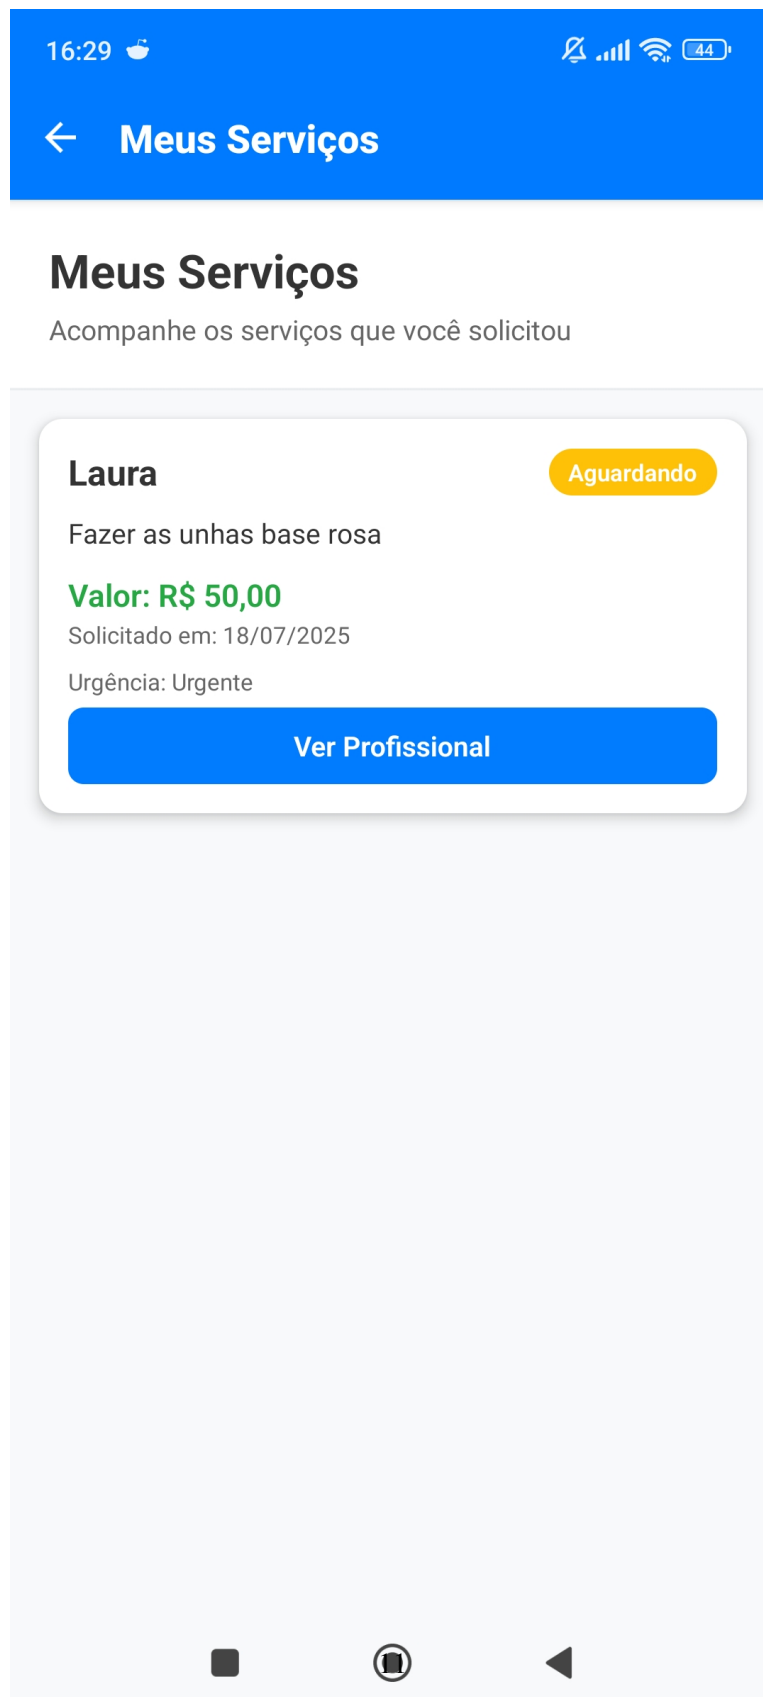 16:29
44
Meus Serviços
Meus Serviços
Acompanhe os serviços que você solicitou
Laura
Aguardando
Fazer as unhas base rosa
Valor: R$ 50,00
Solicitado em: 18/07/2025
Urgência: Urgente
Ver Profissional
11